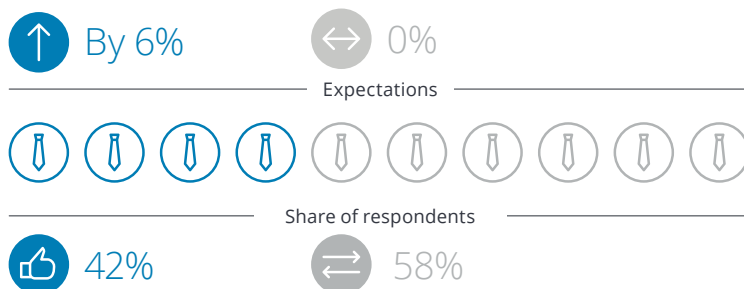 By 6% 0%
Expectations
Share of respondents
42% 58%